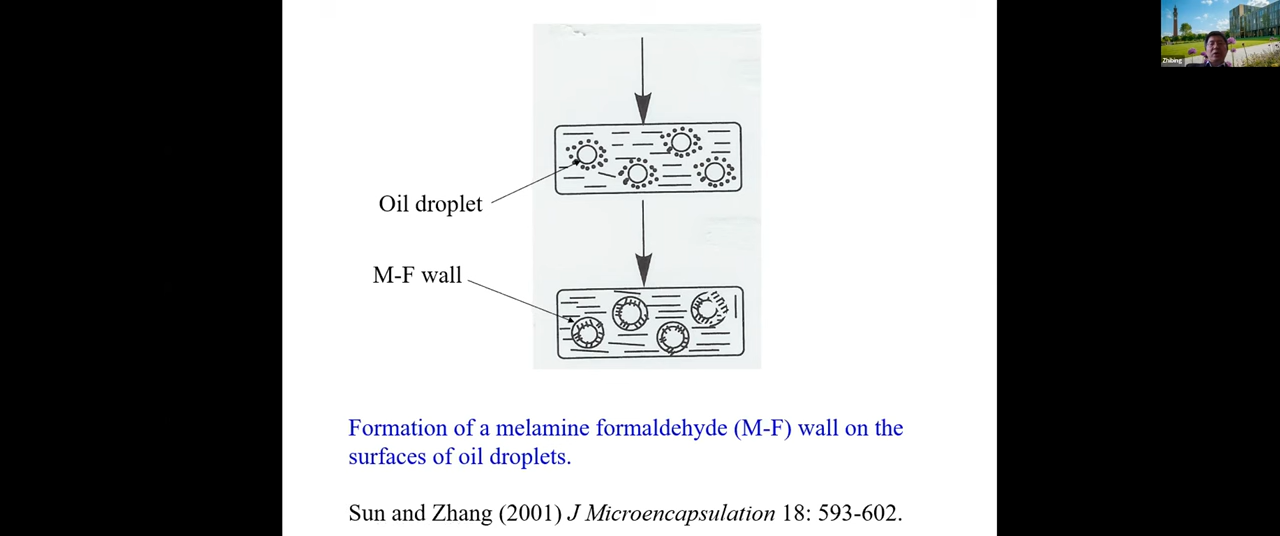 Zhibing
Oil droplet
M-F wall
Formation of a melamine formaldehyde (M-F) wall on the
surfaces of oil droplets.
Sun and Zhang (2001) J Microencapsulation 18: 593-602.